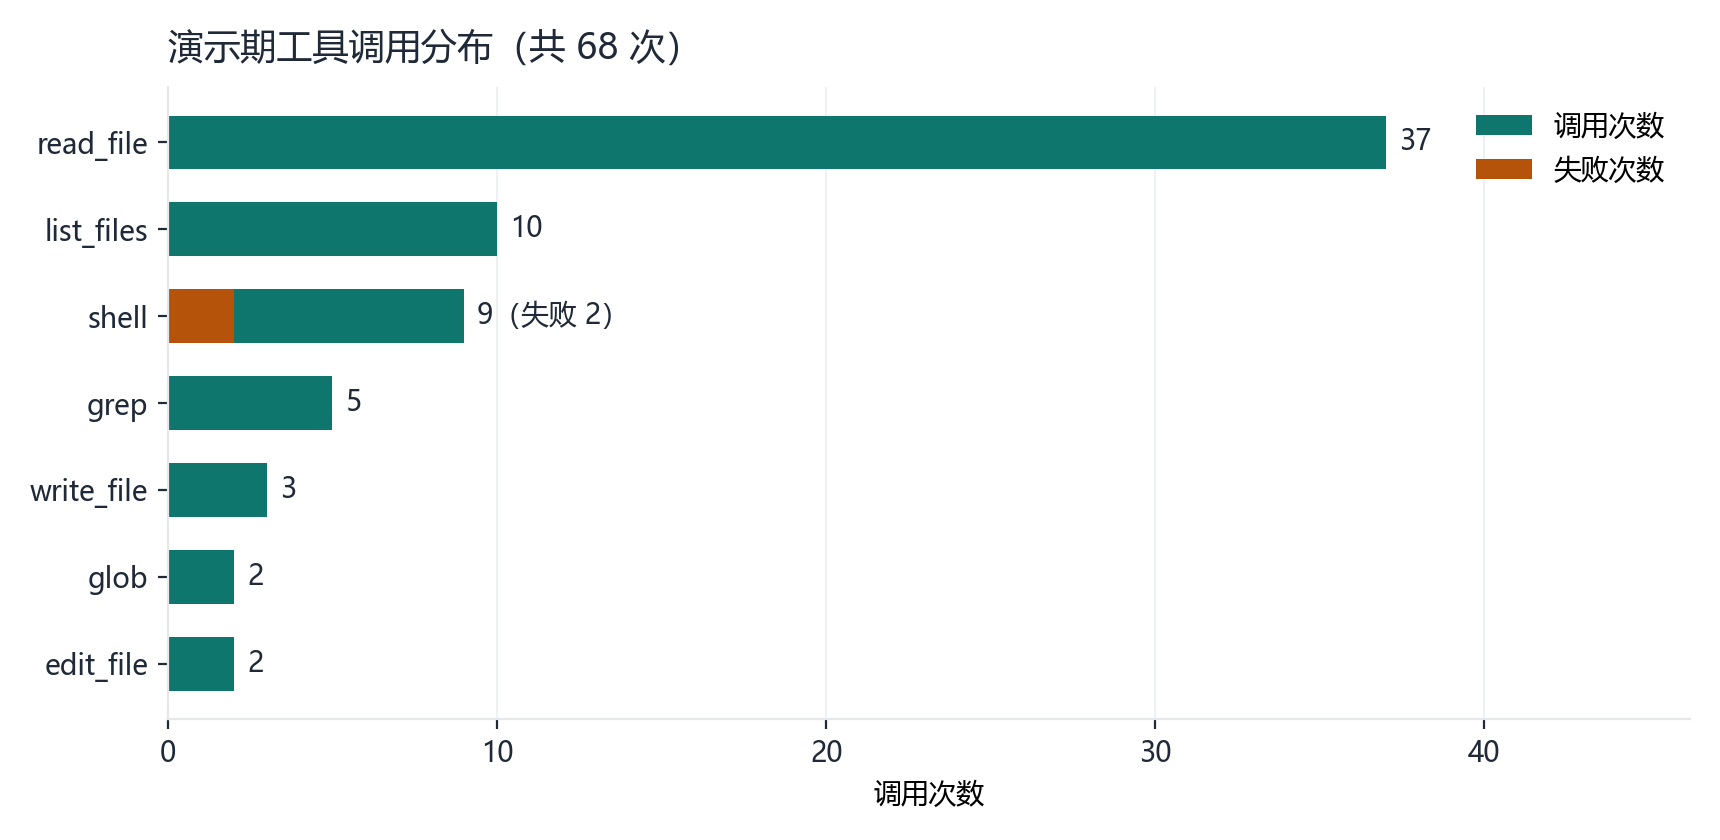 演示期工具调用分布（共 68 次）
调用次数
失败次数
read_file 37
list_files 10
shell 9（失败 2）
grep 5
write_file 3
glob 2
edit_file 2
0 10 20 30 40
调用次数